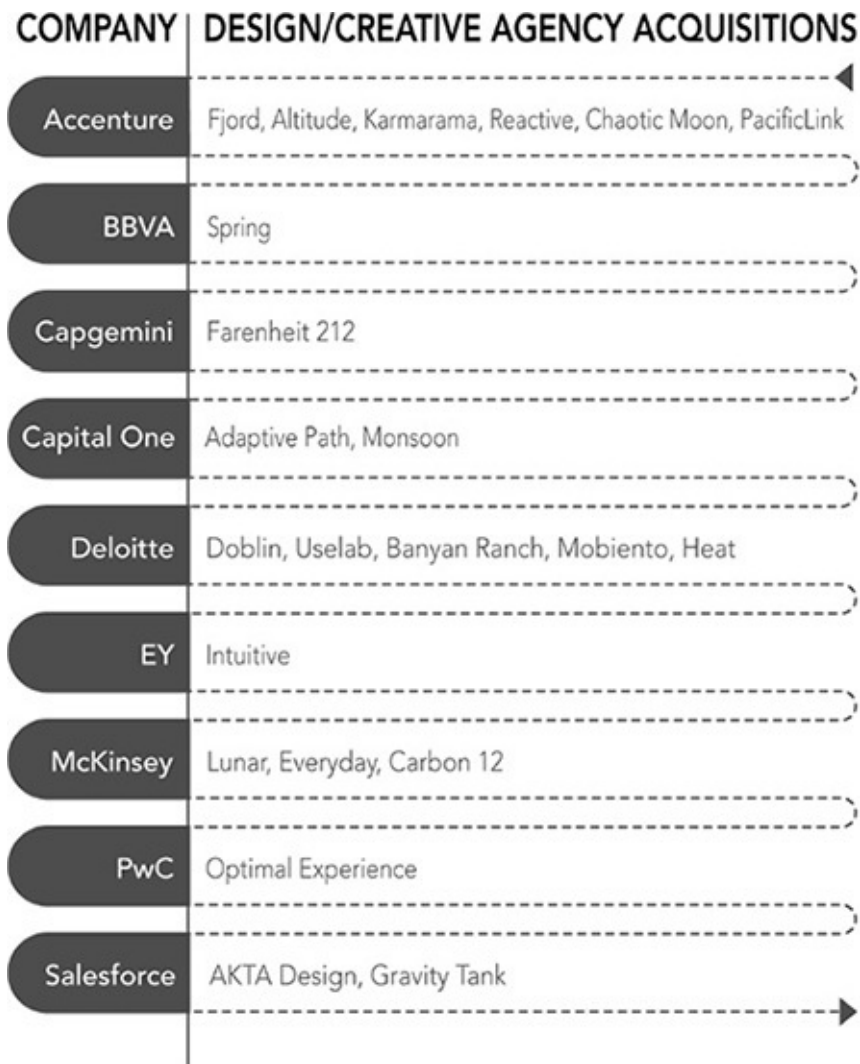 COMPANY DESIGN/CREATIVE AGENCY ACQUISITIONS
Accenture Fjord, Altitude, Karmarama, Reactive, Chaotic Moon, PacificLink
BBVA Spring
Capgemini Farenheit 212
Capital One Adaptive Path, Monsoon
Deloitte Doblin, Uselab, Banyan Ranch, Mobiento, Heat
EY Intuitive
McKinsey Lunar, Everyday, Carbon 12
PwC Optimal Experience
Salesforce AKTA Design, Gravity Tank